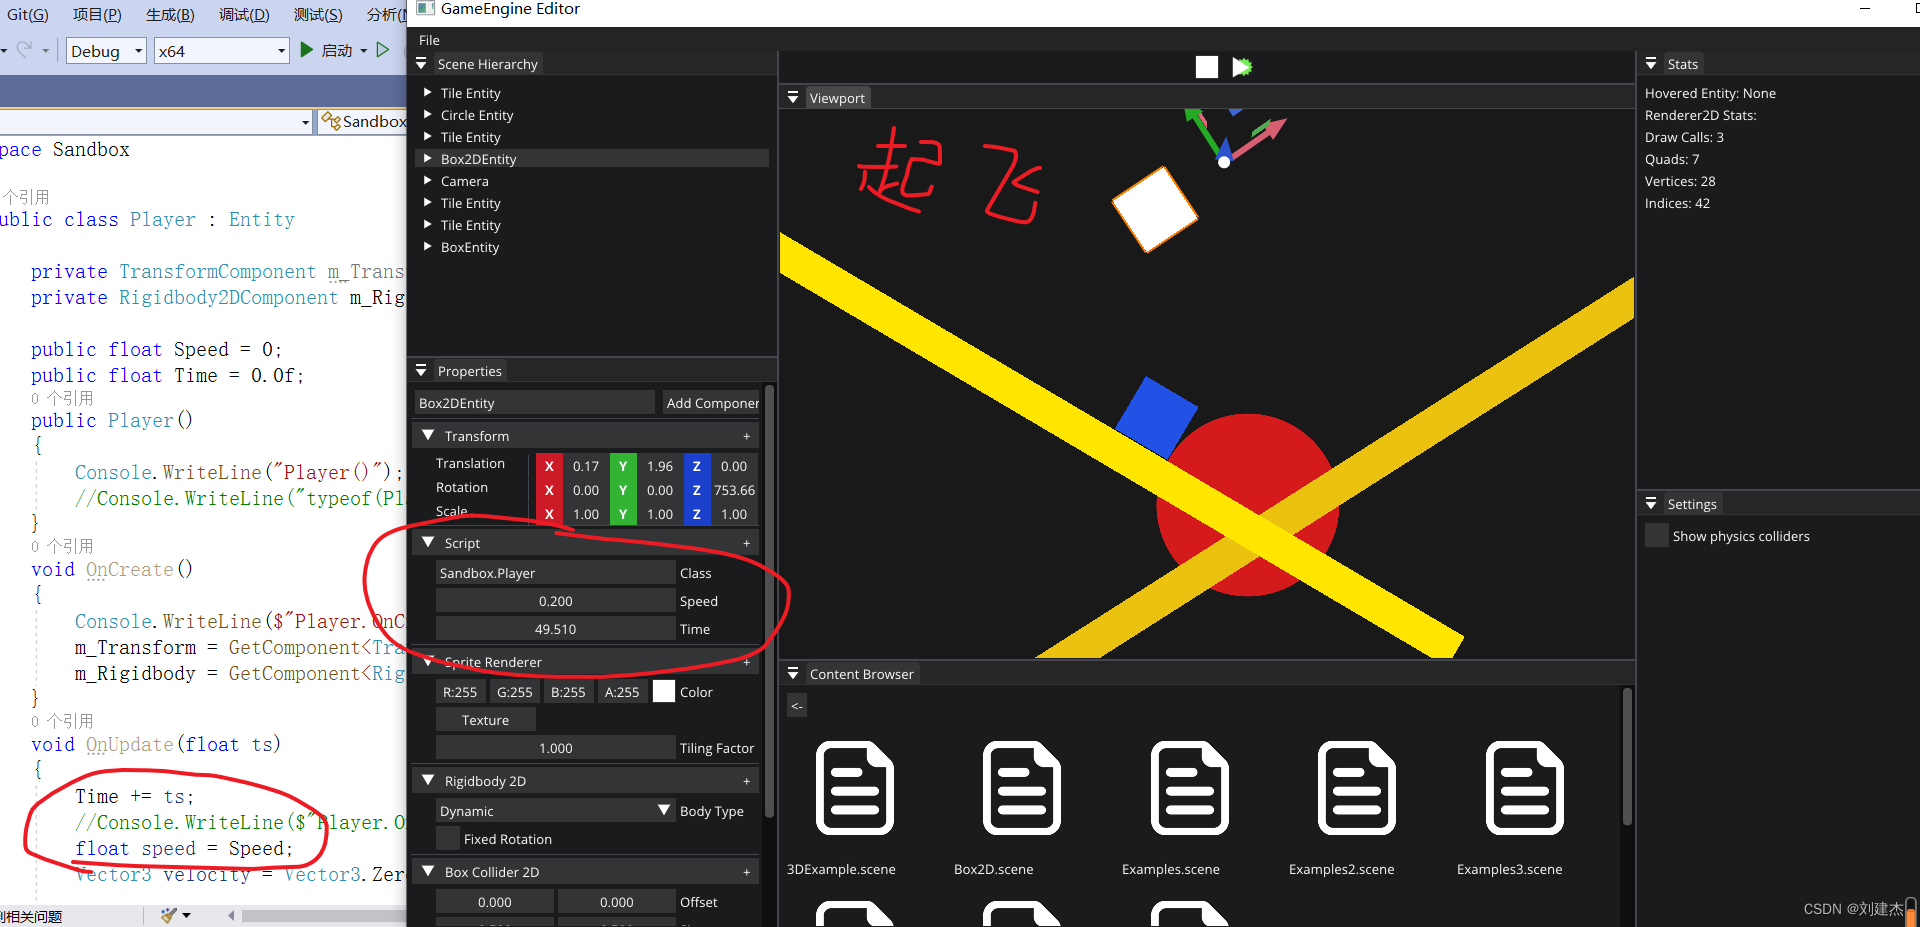 Git(G) 项目(P) 生成(B) 调试(D) 测试(S) 分析(
Debug x64 启动
Sandbox
pace Sandbox
个引用
ublic class Player : Entity
private TransformComponent m_Trans
private Rigidbody2DComponent m_Rig
public float Speed = 0;
public float Time = 0.0f;
0 个引用
public Player()
{
Console.WriteLine("Player()");
//Console.WriteLine("typeof(Pl
}
0 个引用
void OnCreate()
{
Console.WriteLine($"Player.OnC
m_Transform = GetComponent<Tra
m_Rigidbody = GetComponent<Rig
}
0 个引用
void OnUpdate(float ts)
{
Time += ts;
//Console.WriteLine($"Player.On
float speed = Speed;
Vector3 velocity = Vector3.Zero
到相关问题
GameEngine Editor
File
Scene Hierarchy
Tile Entity
Circle Entity
Tile Entity
Box2DEntity
Camera
Tile Entity
Tile Entity
BoxEntity
Properties
Box2DEntity Add Componen
Transform +
Translation X 0.17 Y 1.96 Z 0.00
Rotation X 0.00 Y 0.00 Z 753.66
Scale X 1.00 Y 1.00 Z 1.00
Script +
Sandbox.Player Class
0.200 Speed
49.510 Time
Sprite Renderer +
R:255 G:255 B:255 A:255 Color
Texture
1.000 Tiling Factor
Rigidbody 2D +
Dynamic Body Type
Fixed Rotation
Box Collider 2D +
0.000 0.000 Offset
Viewport
起飞
Content Browser
<-
3DExample.scene Box2D.scene Examples.scene Examples2.scene Examples3.scene
Stats
Hovered Entity: None
Renderer2D Stats:
Draw Calls: 3
Quads: 7
Vertices: 28
Indices: 42
Settings
Show physics colliders
CSDN @刘建杰